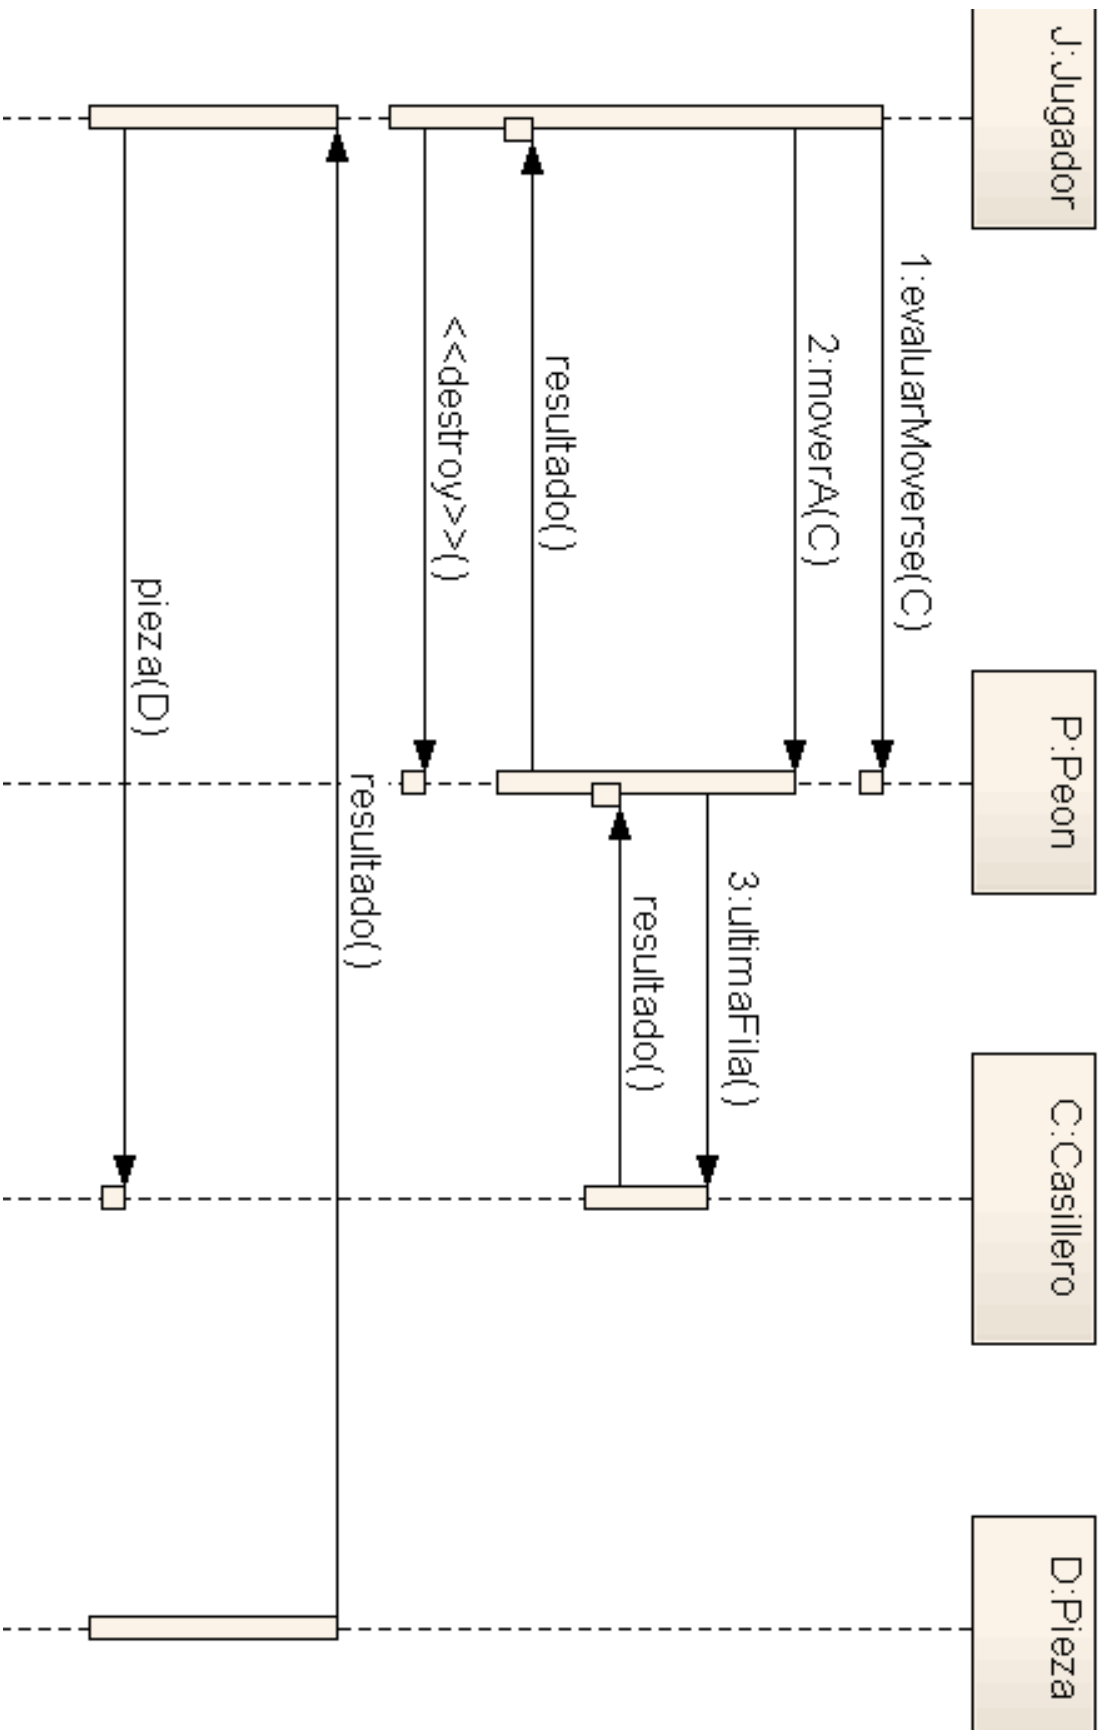 J:Jugador
P:Peon
C:Casillero
D:Pieza
1:evaluarMoverse(C)
2:moverA(C)
3:ultimaFila()
resultado()
resultado()
<<destroy>>()
resultado()
pieza(D)